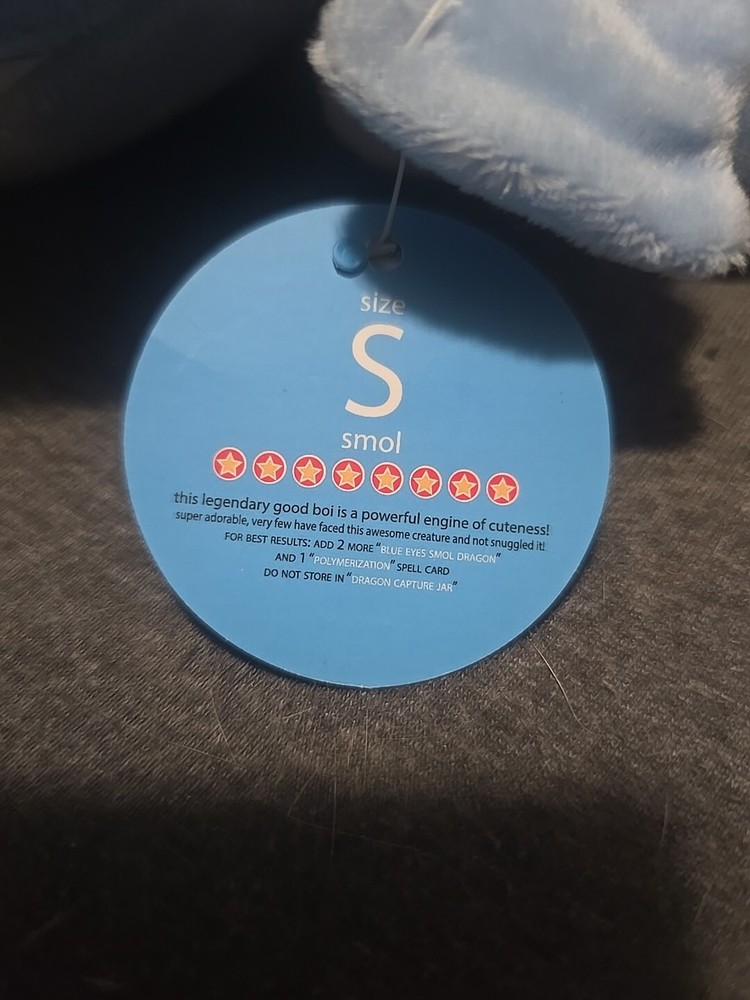 size
S
smol
this legendary good boi is a powerful engine of cuteness!
super adorable, very few have faced this awesome creature and not snuggled it!
FOR BEST RESULTS: ADD 2 MORE "BLUE EYES SMOL DRAGON"
AND 1 "POLYMERIZATION" SPELL CARD
DO NOT STORE IN "DRAGON CAPTURE JAR"